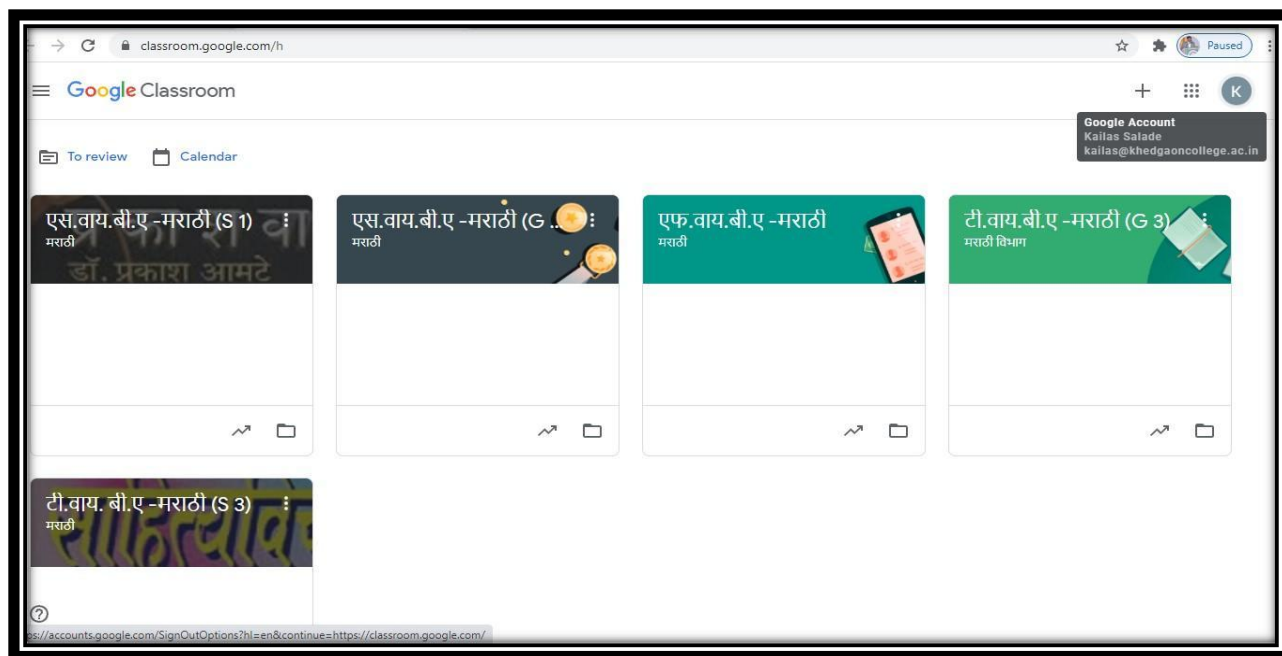 classroom.google.com/h
Paused
Google Classroom
K
Google Account
Kailas Salade
kailas@khedgaoncollege.ac.in
To review
Calendar
एस.वाय.बी.ए -मराठी (S 1)
मराठी
डॉ. प्रकाश आमटे
एस.वाय.बी.ए -मराठी (G ...
मराठी
एफ.वाय.बी.ए -मराठी
मराठी
टी.वाय.बी.ए -मराठी (G 3)
मराठी विभाग
टी.वाय. बी.ए -मराठी (S 3)
मराठी
ps://accounts.google.com/SignOutOptions?hl=en&continue=https://classroom.google.com/